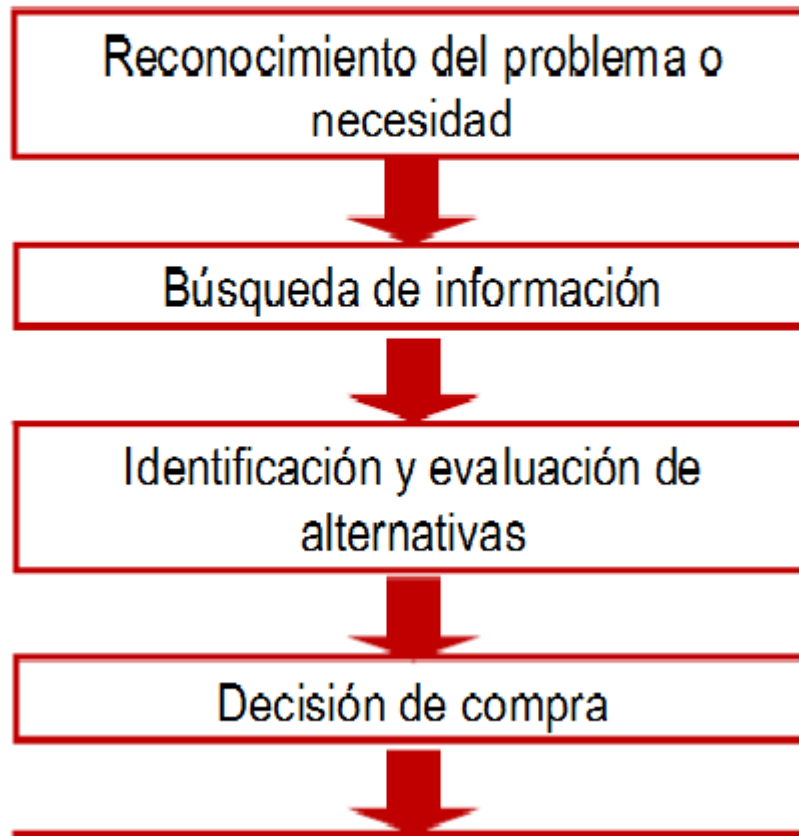 Reconocimiento del problema o
necesidad
Búsqueda de información
Identificación y evaluación de
alternativas
Decisión de compra